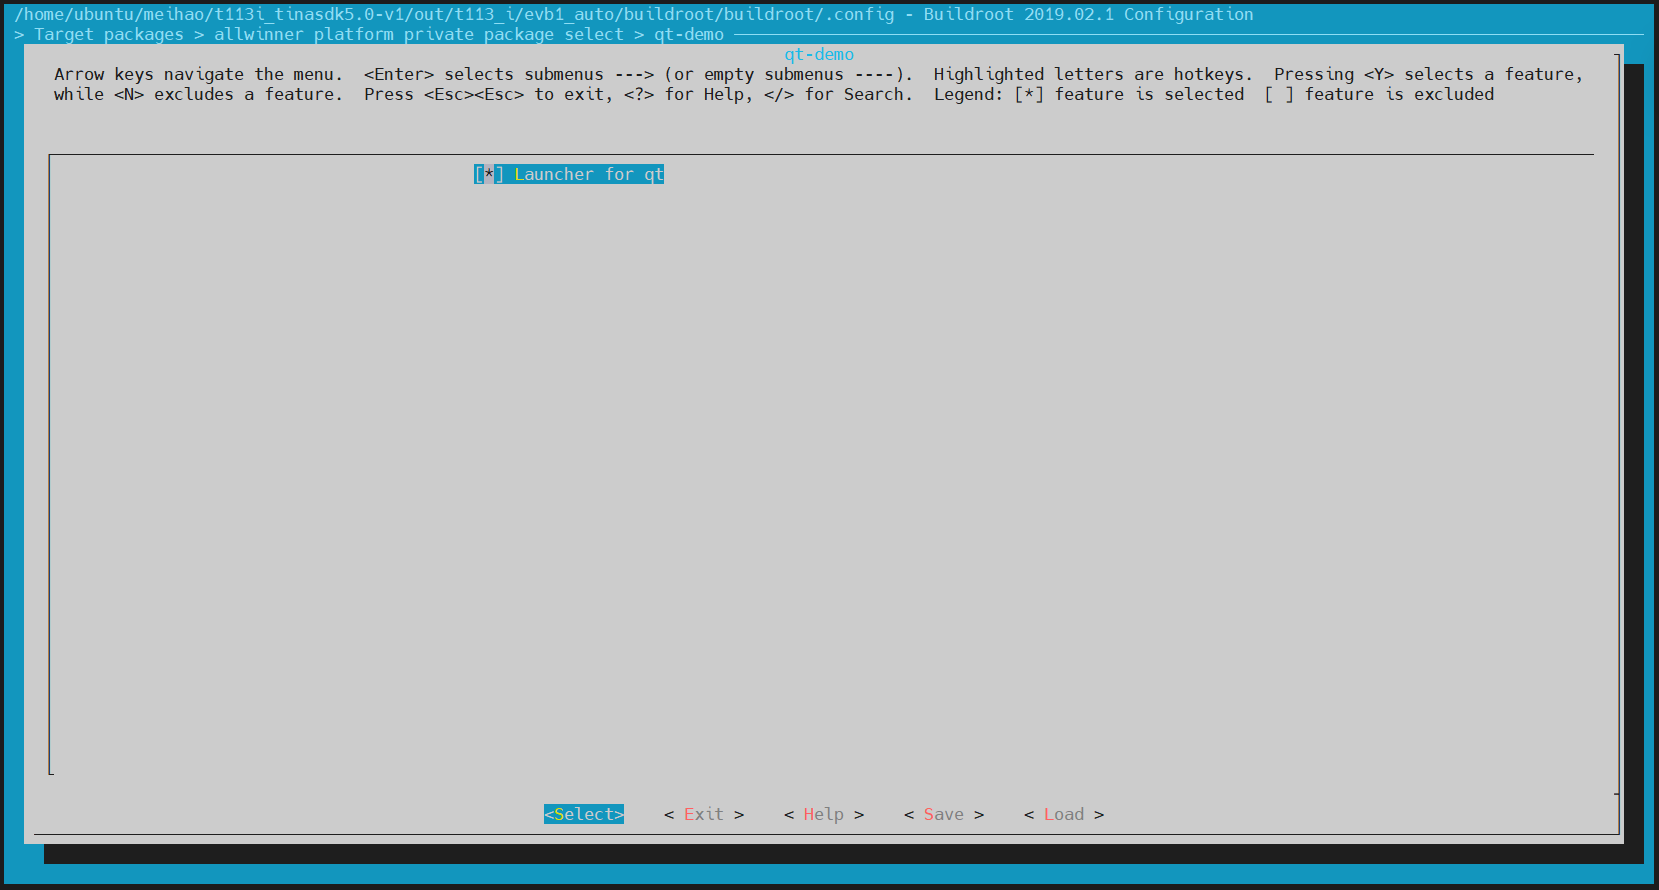 /home/ubuntu/meihao/t113i_tinasdk5.0-v1/out/t113_i/evb1_auto/buildroot/buildroot/.config - Buildroot 2019.02.1 Configuration
> Target packages > allwinner platform private package select > qt-demo
qt-demo
Arrow keys navigate the menu.  <Enter> selects submenus ---> (or empty submenus ----).  Highlighted letters are hotkeys.  Pressing <Y> selects a feature,
while <N> excludes a feature.  Press <Esc><Esc> to exit, <?> for Help, </> for Search.  Legend: [*] feature is selected  [ ] feature is excluded
[*] Launcher for qt
<Select>    < Exit >    < Help >    < Save >    < Load >